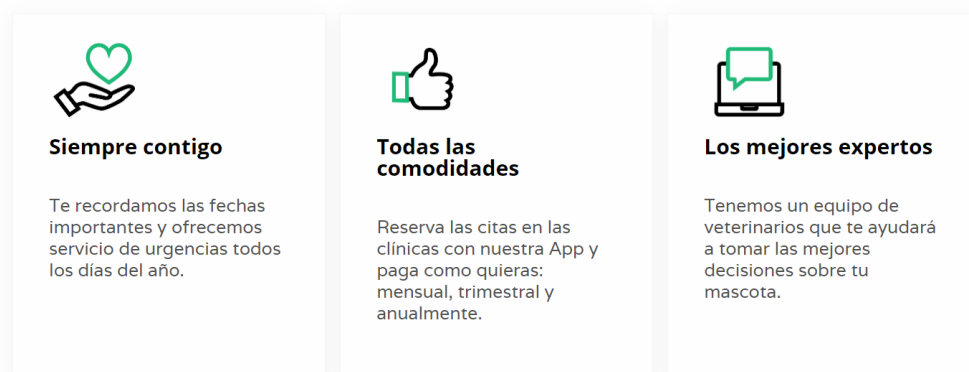 Siempre contigo
Te recordamos las fechas
importantes y ofrecemos
servicio de urgencias todos
los días del año.
Todas las
comodidades
Reserva las citas en las
clínicas con nuestra App y
paga como quieras:
mensual, trimestral y
anualmente.
Los mejores expertos
Tenemos un equipo de
veterinarios que te ayudará
a tomar las mejores
decisiones sobre tu
mascota.